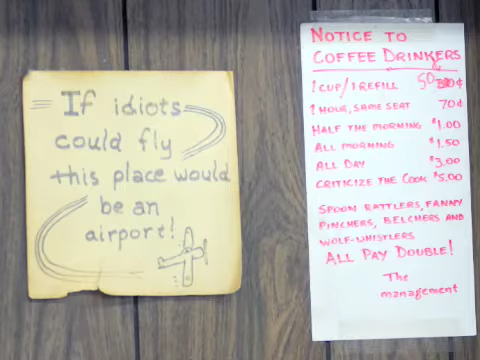 If idiots
could fly
this place would
be an
airport!
NOTICE TO
COFFEE DRINKERS
1 CUP/1 REFILL 50¢
1 HOUR, SAME SEAT 70¢
HALF THE MORNING $1.00
ALL MORNING $1.50
ALL DAY $3.00
CRITICIZE THE COOK $5.00
SPOON RATTLERS, FANNY
PINCHERS, BELCHERS AND
WOLF-WHISTLERS
ALL PAY DOUBLE!
The
management